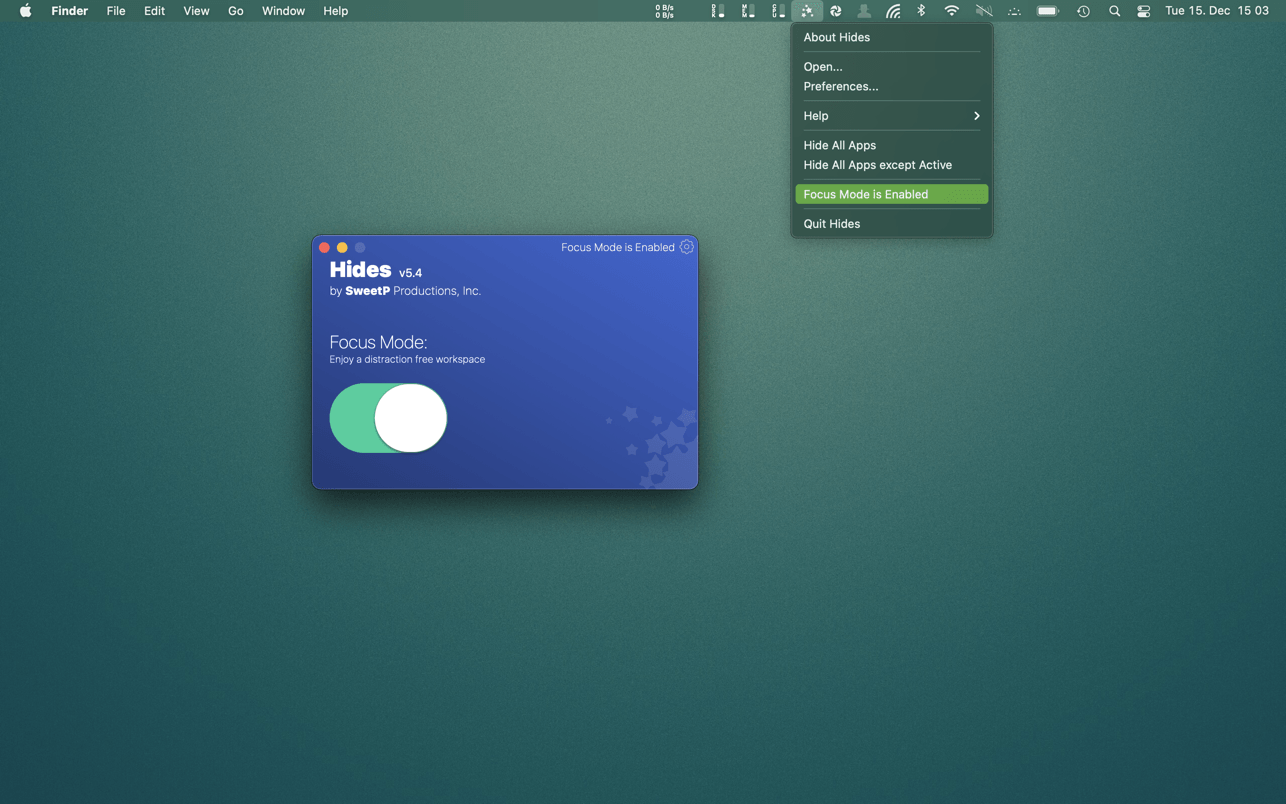 Finder File Edit View Go Window Help
0 B/s
0 B/s
Tue 15. Dec 15 03
About Hides
Open...
Preferences...
Help
Hide All Apps
Hide All Apps except Active
Focus Mode is Enabled
Quit Hides
Focus Mode is Enabled
Hides v5.4
by SweetP Productions, Inc.
Focus Mode:
Enjoy a distraction free workspace